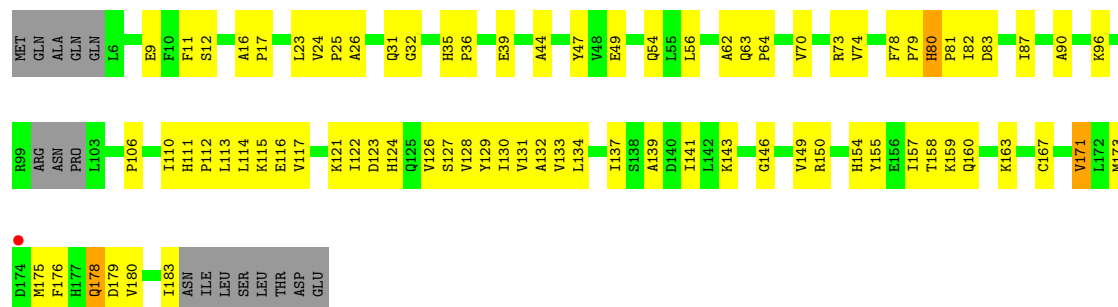 MET GLN ALA GLN GLN L6 E9 F10 F11 S12 A16 P17 L23 V24 P25 A26 Q31 G32 H35 P36 E39 A44 Y47 V48 E49 Q54 L55 L56 A62 Q63 P64 V70 R73 V74 F78 P79 H80 P81 I82 D83 I87 A90 K96
R99 ARG ASN PRO L103 P106 I110 H111 P112 L113 L114 K115 E116 V117 K121 I122 D123 H124 Q125 V126 S127 V128 Y129 I130 V131 A132 V133 L134 I137 S138 A139 D140 I141 L142 K143 G146 V149 R150 H154 Y155 E156 I157 T158 K159 Q160 K163 C167 V171 L172 M173
D174 M175 F176 H177 Q178 D179 V180 I183 ASN ILE LEU SER LEU THR ASP GLU